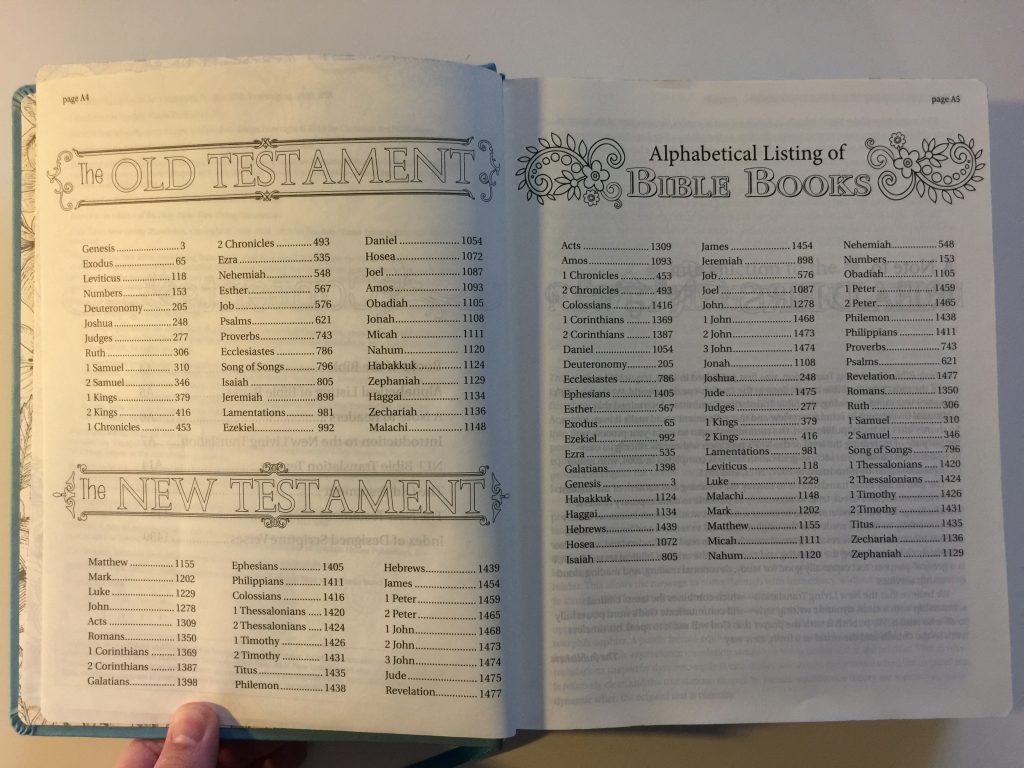 page A4
The OLD TESTAMENT
Genesis ........ 3
Exodus ........ 65
Leviticus ........ 118
Numbers ........ 153
Deuteronomy ........ 205
Joshua ........ 248
Judges ........ 277
Ruth ........ 306
1 Samuel ........ 310
2 Samuel ........ 346
1 Kings ........ 379
2 Kings ........ 416
1 Chronicles ........ 453
2 Chronicles ........ 493
Ezra ........ 535
Nehemiah ........ 548
Esther ........ 567
Job ........ 576
Psalms ........ 621
Proverbs ........ 743
Ecclesiastes ........ 786
Song of Songs ........ 796
Isaiah ........ 805
Jeremiah ........ 898
Lamentations ........ 981
Ezekiel ........ 992
Daniel ........ 1054
Hosea ........ 1072
Joel ........ 1087
Amos ........ 1093
Obadiah ........ 1105
Jonah ........ 1108
Micah ........ 1111
Nahum ........ 1120
Habakkuk ........ 1124
Zephaniah ........ 1129
Haggai ........ 1134
Zechariah ........ 1136
Malachi ........ 1148
The NEW TESTAMENT
Matthew ........ 1155
Mark ........ 1202
Luke ........ 1229
John ........ 1278
Acts ........ 1309
Romans ........ 1350
1 Corinthians ........ 1369
2 Corinthians ........ 1387
Galatians ........ 1398
Ephesians ........ 1405
Philippians ........ 1411
Colossians ........ 1416
1 Thessalonians ........ 1420
2 Thessalonians ........ 1424
1 Timothy ........ 1426
2 Timothy ........ 1431
Titus ........ 1435
Philemon ........ 1438
Hebrews ........ 1439
James ........ 1454
1 Peter ........ 1459
2 Peter ........ 1465
1 John ........ 1468
2 John ........ 1473
3 John ........ 1474
Jude ........ 1475
Revelation ........ 1477
page A5
Alphabetical Listing of
BIBLE BOOKS
Acts ........ 1309
Amos ........ 1093
1 Chronicles ........ 453
2 Chronicles ........ 493
Colossians ........ 1416
1 Corinthians ........ 1369
2 Corinthians ........ 1387
Daniel ........ 1054
Deuteronomy ........ 205
Ecclesiastes ........ 786
Ephesians ........ 1405
Esther ........ 567
Exodus ........ 65
Ezekiel ........ 992
Ezra ........ 535
Galatians ........ 1398
Genesis ........ 3
Habakkuk ........ 1124
Haggai ........ 1134
Hebrews ........ 1439
Hosea ........ 1072
Isaiah ........ 805
James ........ 1454
Jeremiah ........ 898
Job ........ 576
Joel ........ 1087
John ........ 1278
1 John ........ 1468
2 John ........ 1473
3 John ........ 1474
Jonah ........ 1108
Joshua ........ 248
Jude ........ 1475
Judges ........ 277
1 Kings ........ 379
2 Kings ........ 416
Lamentations ........ 981
Leviticus ........ 118
Luke ........ 1229
Malachi ........ 1148
Mark ........ 1202
Matthew ........ 1155
Micah ........ 1111
Nahum ........ 1120
Nehemiah ........ 548
Numbers ........ 153
Obadiah ........ 1105
1 Peter ........ 1459
2 Peter ........ 1465
Philemon ........ 1438
Philippians ........ 1411
Proverbs ........ 743
Psalms ........ 621
Revelation ........ 1477
Romans ........ 1350
Ruth ........ 306
1 Samuel ........ 310
2 Samuel ........ 346
Song of Songs ........ 796
1 Thessalonians ........ 1420
2 Thessalonians ........ 1424
1 Timothy ........ 1426
2 Timothy ........ 1431
Titus ........ 1435
Zechariah ........ 1136
Zephaniah ........ 1129